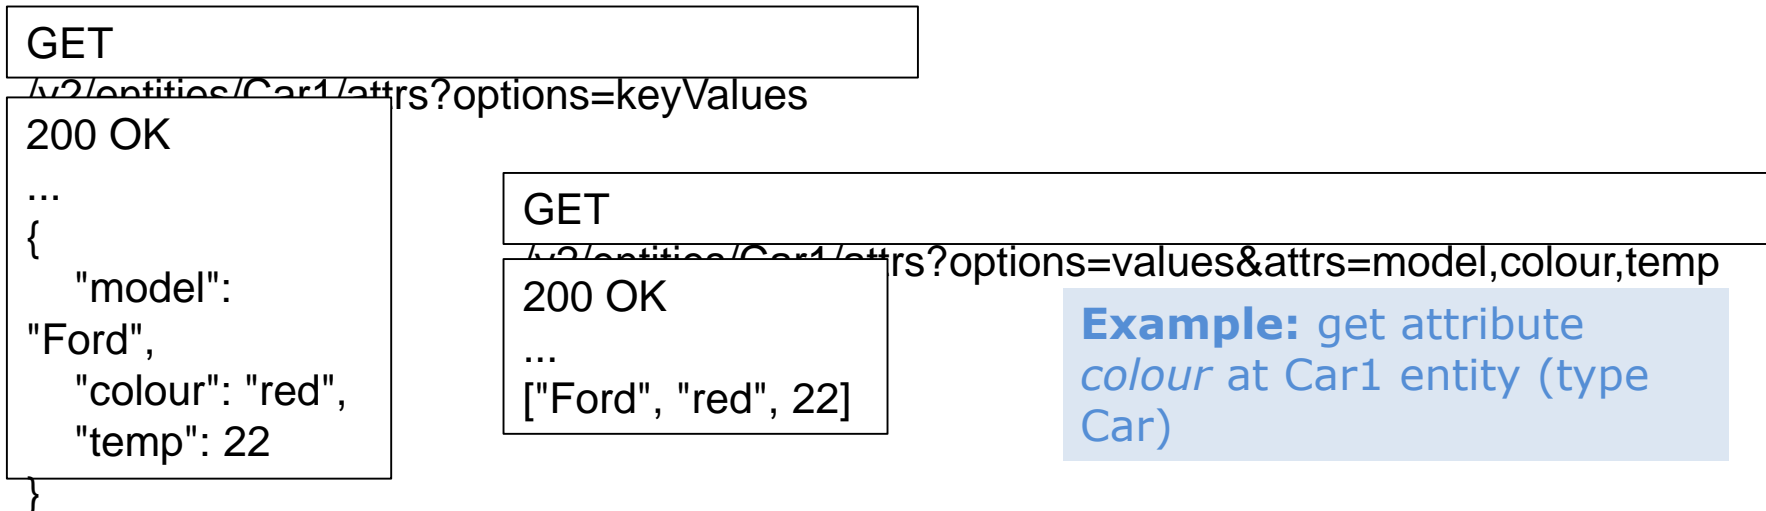 GET
/v2/entities/Car1/attrs?options=keyValues
200 OK
...
{
"model":
"Ford",
"colour": "red",
"temp": 22
}
GET
/v2/entities/Car1/attrs?options=values&attrs=model,colour,temp
200 OK
...
["Ford", "red", 22]
Example: get attribute
colour at Car1 entity (type
Car)